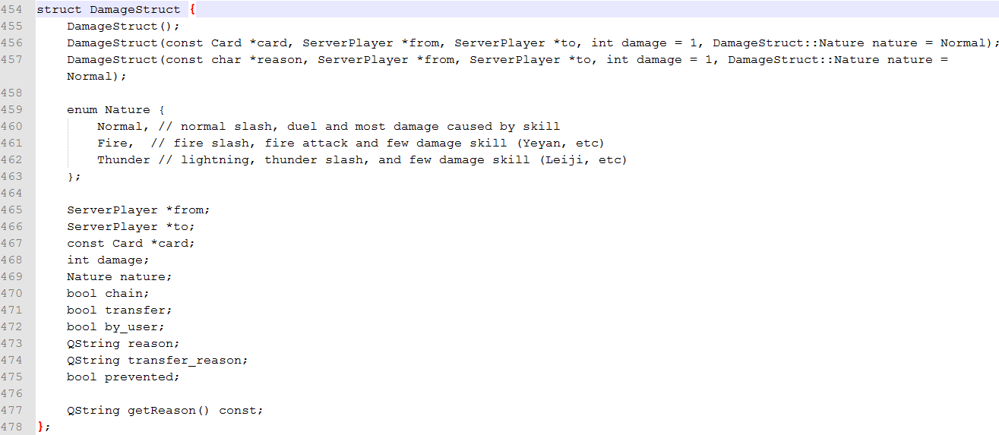 454 struct DamageStruct {
455     DamageStruct();
456     DamageStruct(const Card *card, ServerPlayer *from, ServerPlayer *to, int damage = 1, DamageStruct::Nature nature = Normal);
457     DamageStruct(const char *reason, ServerPlayer *from, ServerPlayer *to, int damage = 1, DamageStruct::Nature nature =
    Normal);
458
459     enum Nature {
460         Normal, // normal slash, duel and most damage caused by skill
461         Fire,  // fire slash, fire attack and few damage skill (Yeyan, etc)
462         Thunder // lightning, thunder slash, and few damage skill (Leiji, etc)
463     };
464
465     ServerPlayer *from;
466     ServerPlayer *to;
467     const Card *card;
468     int damage;
469     Nature nature;
470     bool chain;
471     bool transfer;
472     bool by_user;
473     QString reason;
474     QString transfer_reason;
475     bool prevented;
476
477     QString getReason() const;
478 };